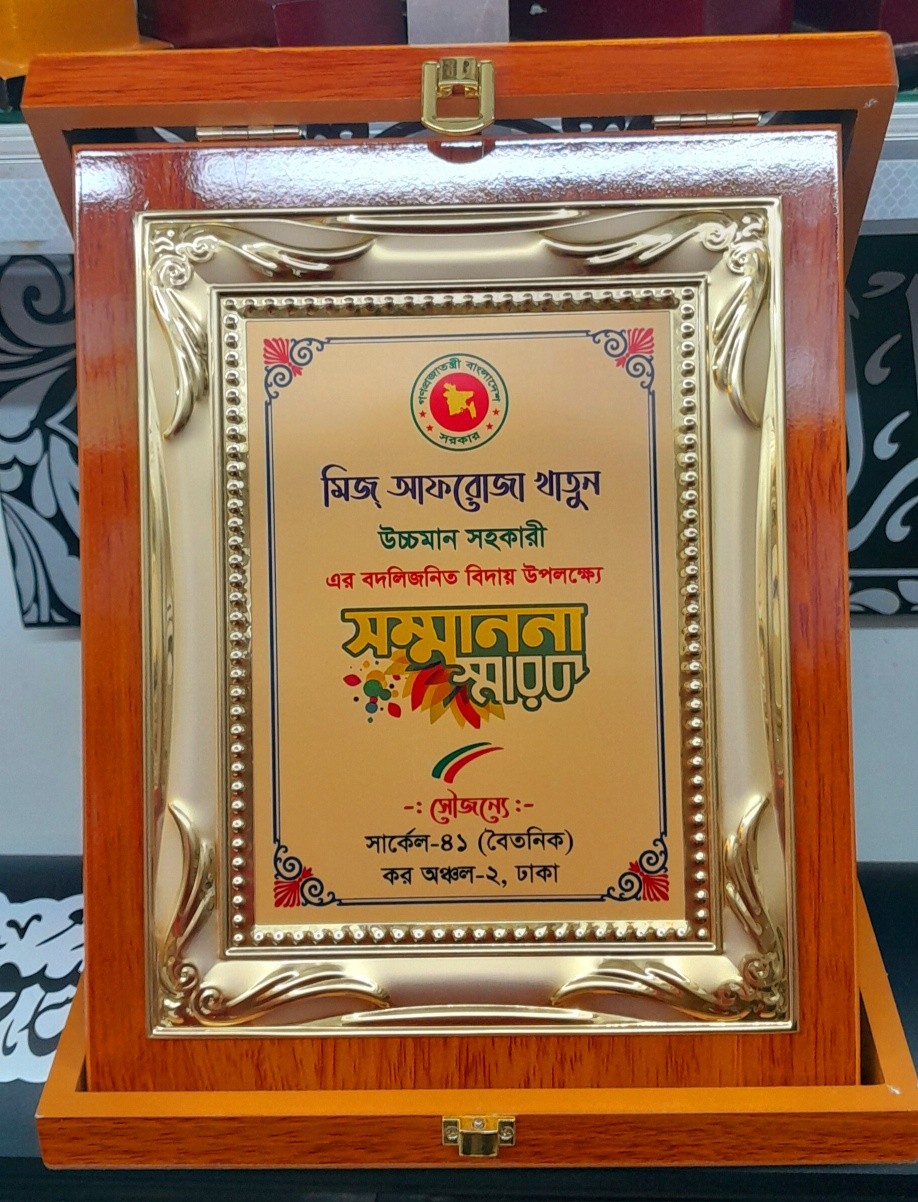 গণপ্রজাতন্ত্রী বাংলাদেশ
সরকার
মিজ্ আফরোজা খাতুন
উচ্চমান সহকারী
এর বদলিজনিত বিদায় উপলক্ষ্যে
সম্মাননা
স্মারক
-: সৌজন্যে :-
সার্কেল-৪১ (বৈতনিক)
কর অঞ্চল-২, ঢাকা